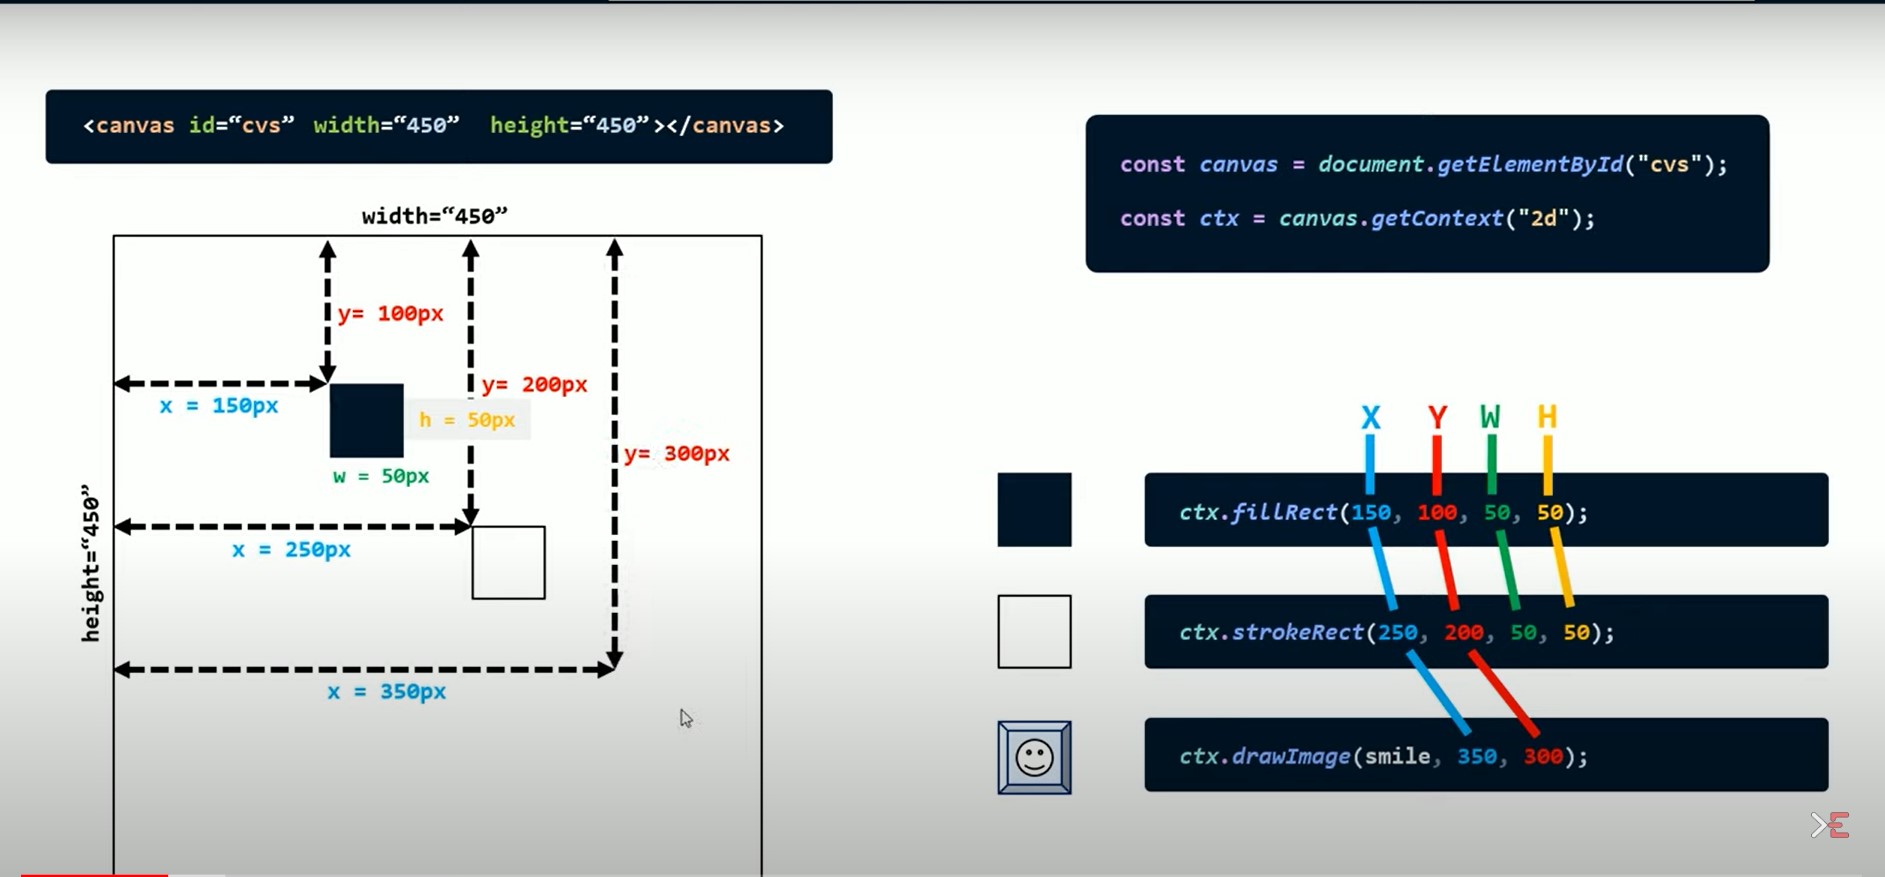 <canvas id=“cvs” width=“450” height=“450”></canvas>
const canvas = document.getElementById("cvs");
const ctx = canvas.getContext("2d");
width=“450”
height=“450”
y= 100px
x = 150px
y= 200px
h = 50px
w = 50px
y= 300px
x = 250px
x = 350px
X Y W H
ctx.fillRect(150, 100, 50, 50);
ctx.strokeRect(250, 200, 50, 50);
ctx.drawImage(smile, 350, 300);